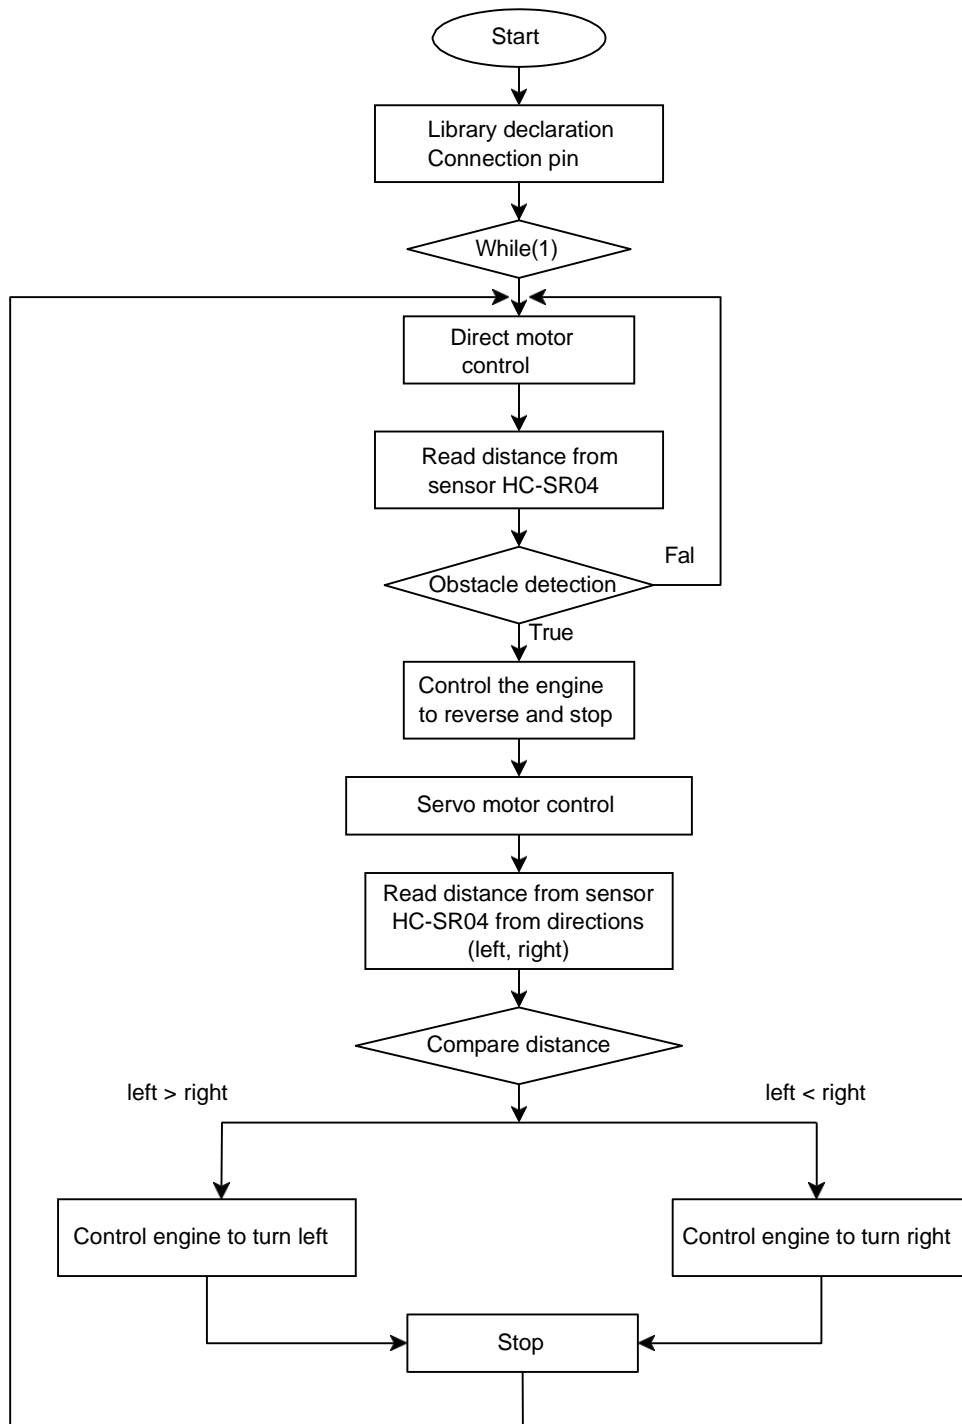 Start
Library declaration
Connection pin
While(1)
Direct motor
control
Read distance from
sensor HC-SR04
Fal
Obstacle detection
True
Control the engine
to reverse and stop
Servo motor control
Read distance from sensor
HC-SR04 from directions
(left, right)
Compare distance
left > right
left < right
Control engine to turn left
Control engine to turn right
Stop